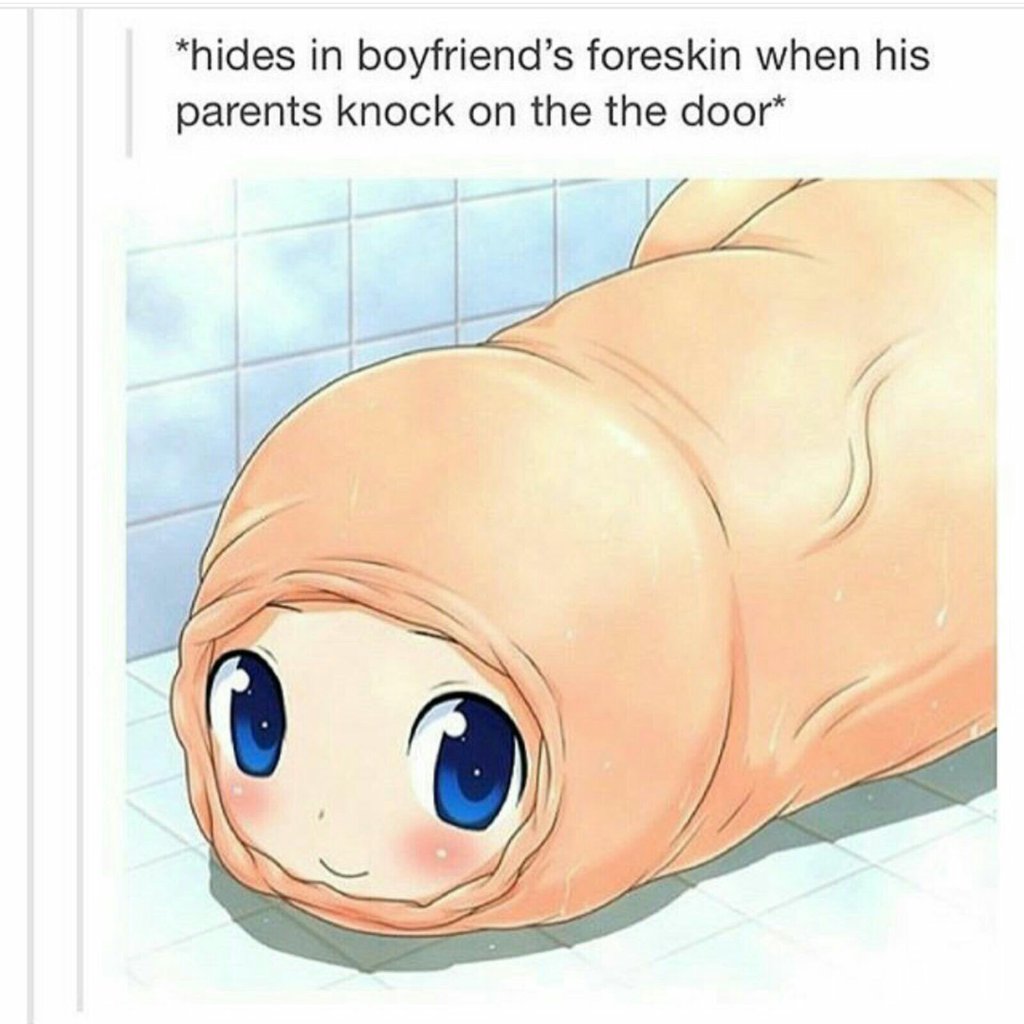 *hides in boyfriend’s foreskin when his
parents knock on the the door*